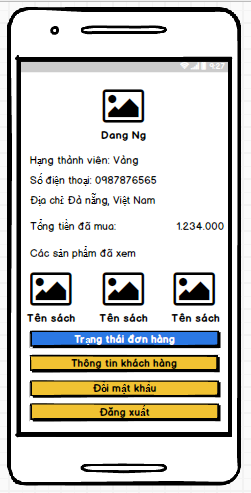 9:27
Dang Ng
Hạng thành viên: Vàng
Số điện thoại: 0987876565
Địa chỉ: Đà nẵng, Việt Nam
Tổng tiền đã mua: 1.234.000
Các sản phẩm đã xem
Tên sách Tên sách Tên sách
Trạng thái đơn hàng
Thông tin khách hàng
Đổi mật khẩu
Đăng xuất